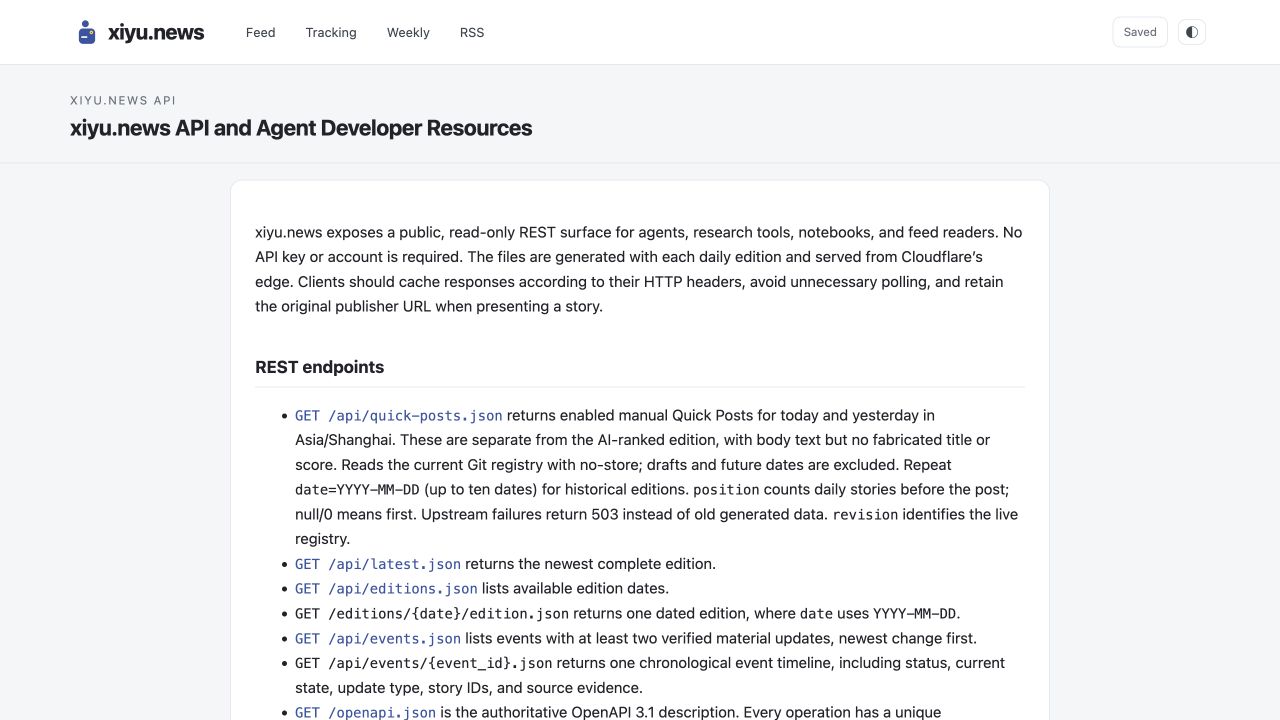 xiyu.news
Feed
Tracking
Weekly
RSS
Saved
XIYU.NEWS API
xiyu.news API and Agent Developer Resources
xiyu.news exposes a public, read-only REST surface for agents, research tools, notebooks, and feed readers. No
API key or account is required. The files are generated with each daily edition and served from Cloudflare's
edge. Clients should cache responses according to their HTTP headers, avoid unnecessary polling, and retain
the original publisher URL when presenting a story.
REST endpoints
• GET /api/quick-posts.json returns enabled manual Quick Posts for today and yesterday in
Asia/Shanghai. These are separate from the AI-ranked edition, with body text but no fabricated title or
score. Reads the current Git registry with no-store; drafts and future dates are excluded. Repeat
date=YYYY-MM-DD (up to ten dates) for historical editions. position counts daily stories before the post;
null/0 means first. Upstream failures return 503 instead of old generated data. revision identifies the live
registry.
• GET /api/latest.json returns the newest complete edition.
• GET /api/editions.json lists available edition dates.
• GET /editions/{date}/edition.json returns one dated edition, where date uses YYYY-MM-DD.
• GET /api/events.json lists events with at least two verified material updates, newest change first.
• GET /api/events/{event_id}.json returns one chronological event timeline, including status, current
state, update type, story IDs, and source evidence.
• GET /openapi.json is the authoritative OpenAPI 3.1 description. Every operation has a unique